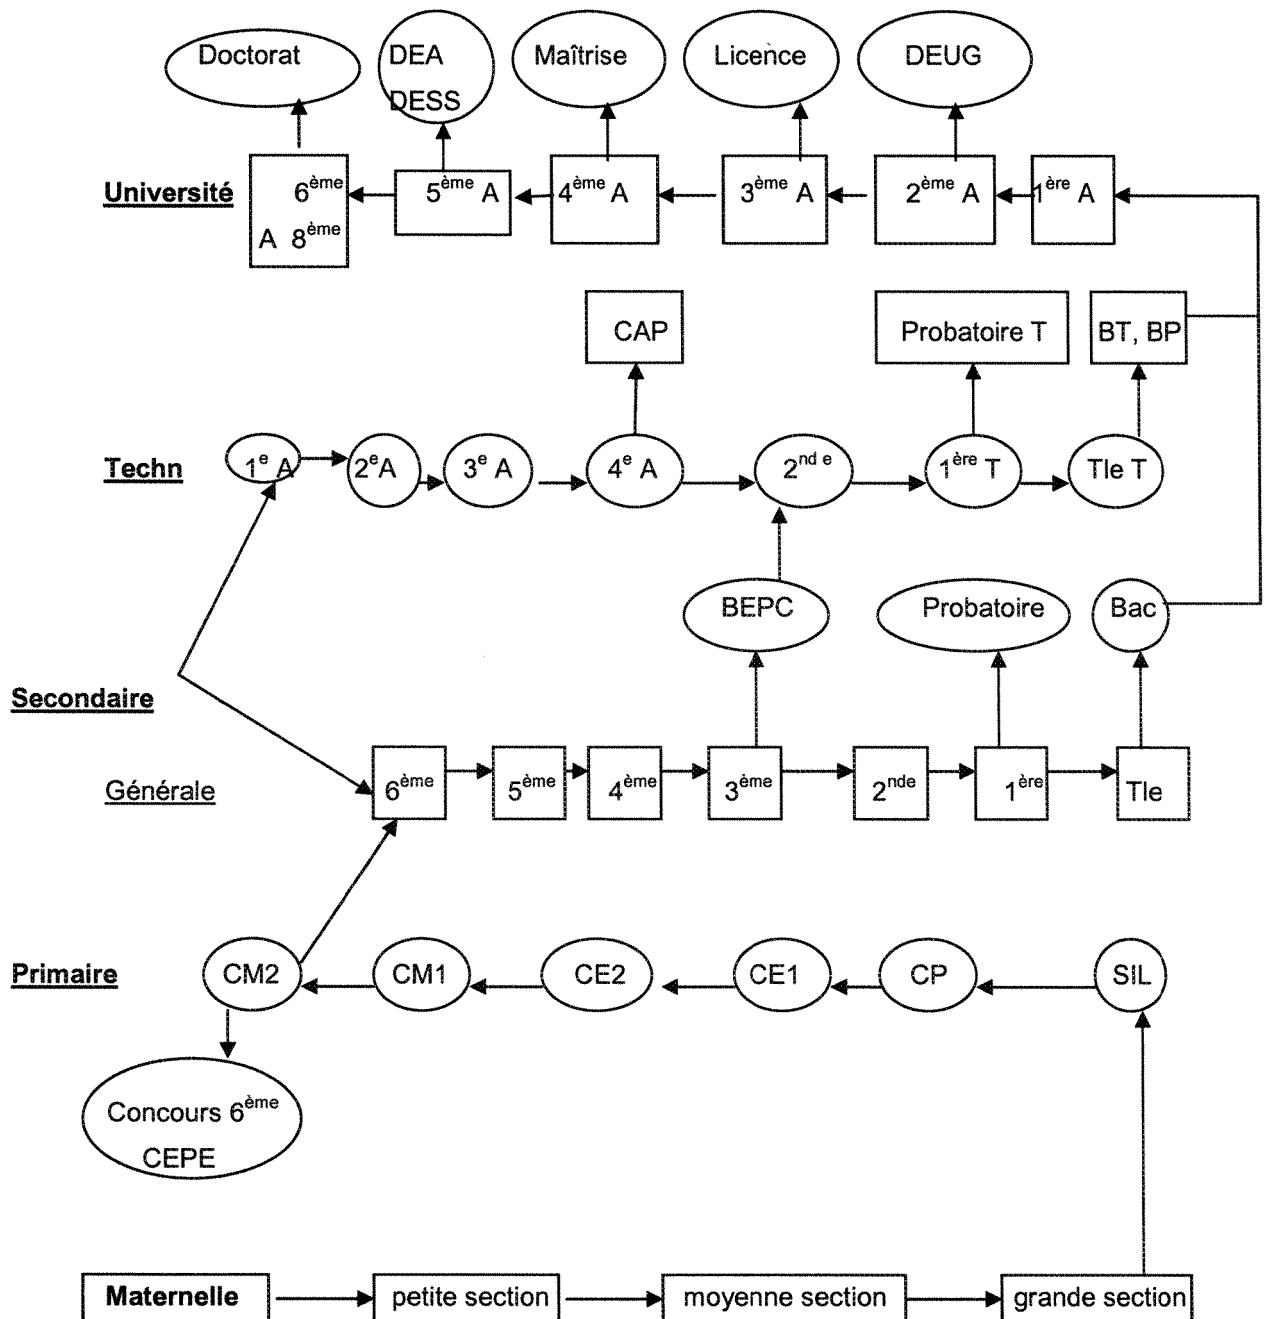 Doctorat
DEA
DESS
Maîtrise
Licence
DEUG
Université
6ème
A 8ème
5ème A
4ème A
3ème A
2ème A
1ère A
CAP
Probatoire T
BT, BP
Techn
1e A
2e A
3e A
4e A
2nd e
1ère T
Tle T
BEPC
Probatoire
Bac
Secondaire
Générale
6ème
5ème
4ème
3ème
2nde
1ère
Tle
Primaire
CM2
CM1
CE2
CE1
CP
SIL
Concours 6ème
CEPE
Maternelle
petite section
moyenne section
grande section